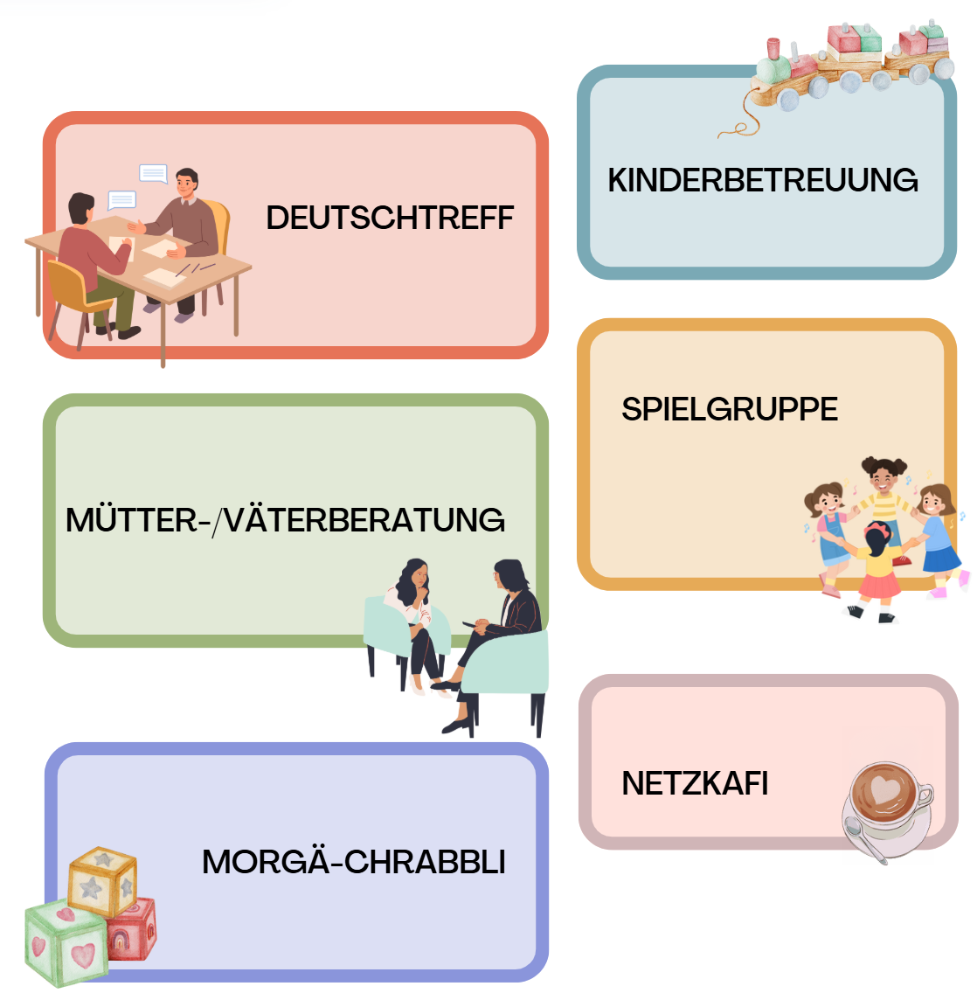 DEUTSCHTREFF
KINDERBETREUUNG
MÜTTER-/VÄTERBERATUNG
SPIELGRUPPE
MORGÄ-CHRABBLI
NETZKAFI